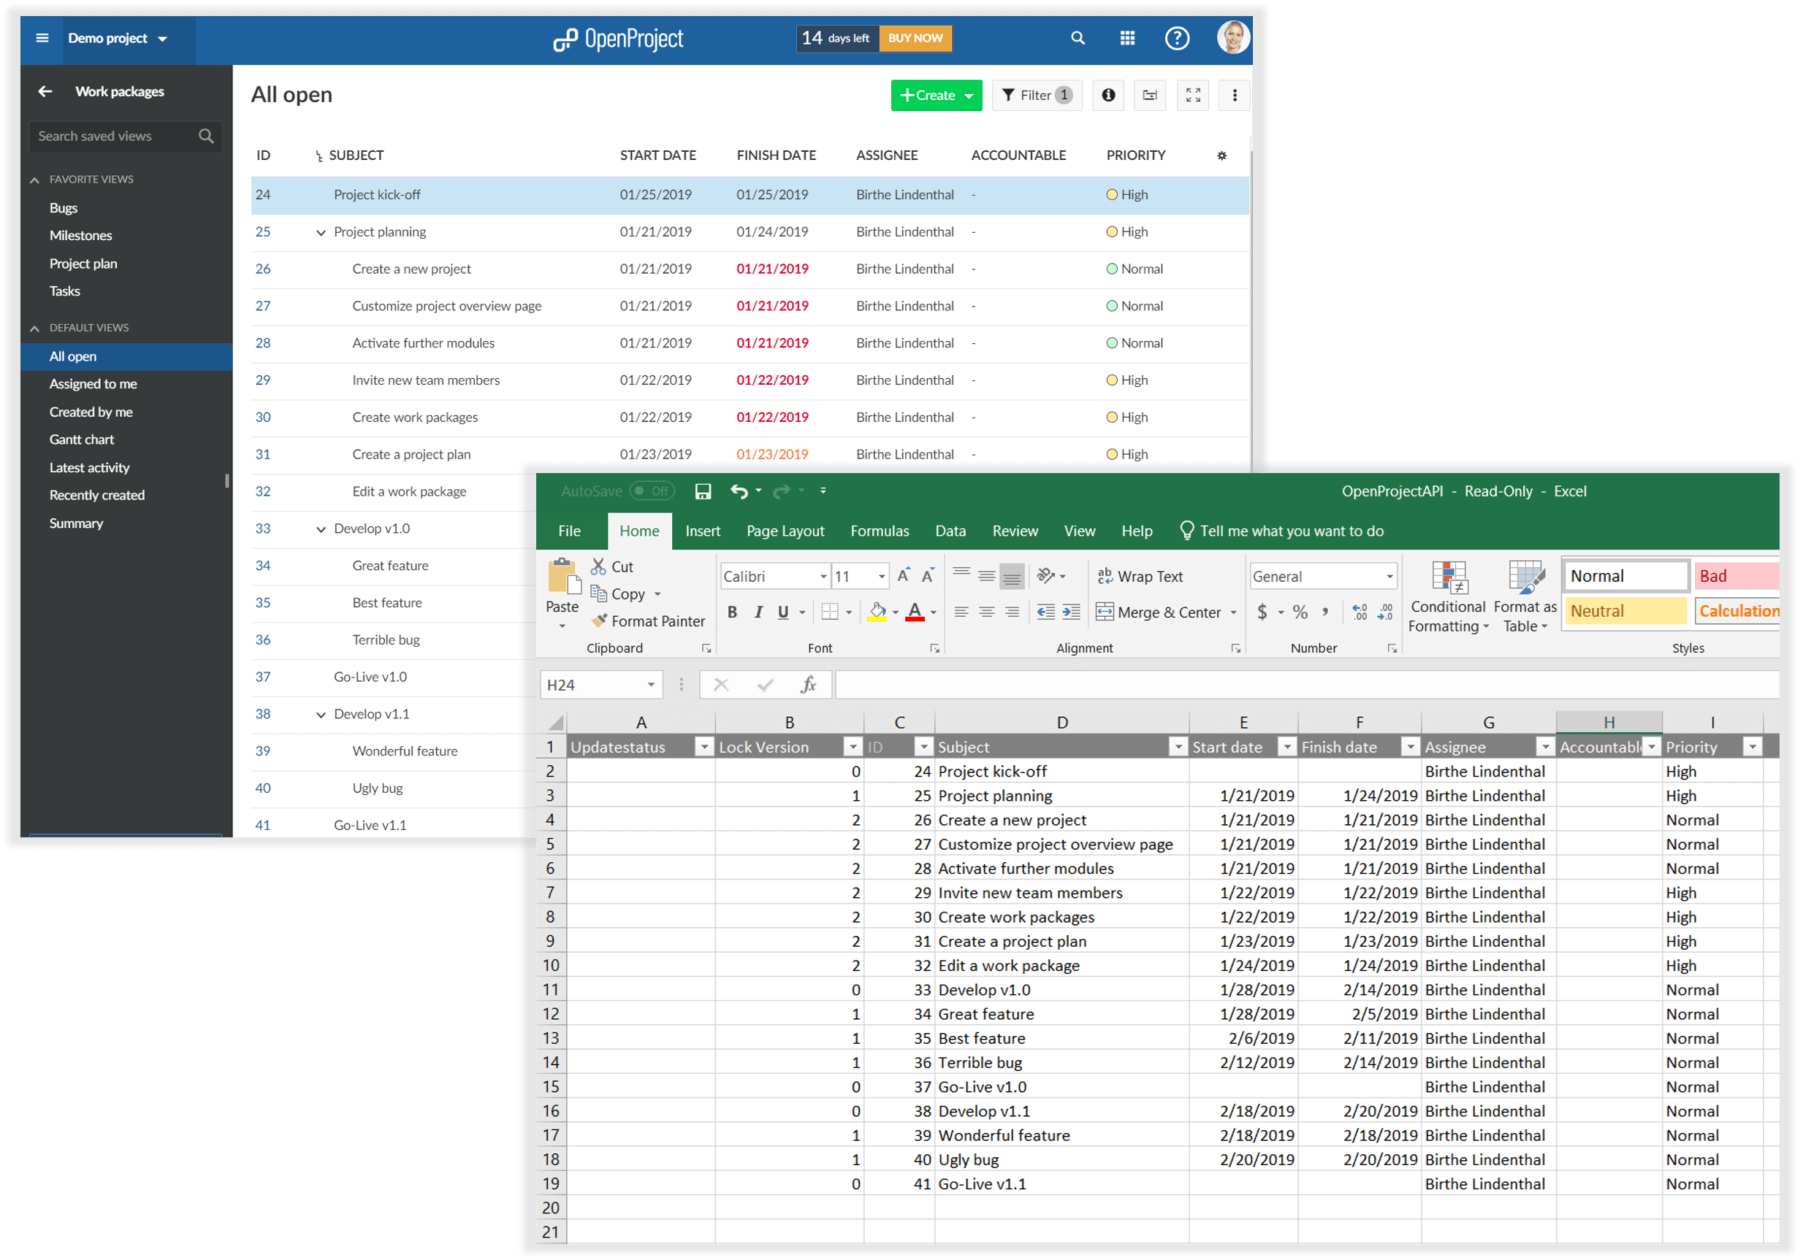 Demo project
OpenProject
14 days left BUY NOW
?
Work packages
Search saved views
FAVORITE VIEWS
Bugs
Milestones
Project plan
Tasks
DEFAULT VIEWS
All open
Assigned to me
Created by me
Gantt chart
Latest activity
Recently created
Summary
All open
+Create Filter 1
ID SUBJECT START DATE FINISH DATE ASSIGNEE ACCOUNTABLE PRIORITY
24 Project kick-off 01/25/2019 01/25/2019 Birthe Lindenthal - High
25 Project planning 01/21/2019 01/24/2019 Birthe Lindenthal - High
26 Create a new project 01/21/2019 01/21/2019 Birthe Lindenthal - Normal
27 Customize project overview page 01/21/2019 01/21/2019 Birthe Lindenthal - Normal
28 Activate further modules 01/21/2019 01/21/2019 Birthe Lindenthal - Normal
29 Invite new team members 01/22/2019 01/22/2019 Birthe Lindenthal - High
30 Create work packages 01/22/2019 01/22/2019 Birthe Lindenthal - High
31 Create a project plan 01/23/2019 01/23/2019 Birthe Lindenthal - High
32 Edit a work package
33 Develop v1.0
34 Great feature
35 Best feature
36 Terrible bug
37 Go-Live v1.0
38 Develop v1.1
39 Wonderful feature
40 Ugly bug
41 Go-Live v1.1
AutoSave Off OpenProjectAPI - Read-Only - Excel
File Home Insert Page Layout Formulas Data Review View Help Tell me what you want to do
Paste
Cut
Copy
Format Painter
Clipboard
Calibri 11 A A
B I U A
Font
ab Wrap Text
Merge & Center
Alignment
General
$ % ,
Number
Conditional Formatting
Format as Table
Normal Bad
Neutral Calculation
Styles
H24 fx
A B C D E F G H I
1 Updatestatus Lock Version ID Subject Start date Finish date Assignee Accountabl Priority
2 0 24 Project kick-off Birthe Lindenthal High
3 1 25 Project planning 1/21/2019 1/24/2019 Birthe Lindenthal High
4 2 26 Create a new project 1/21/2019 1/21/2019 Birthe Lindenthal Normal
5 2 27 Customize project overview page 1/21/2019 1/21/2019 Birthe Lindenthal Normal
6 2 28 Activate further modules 1/21/2019 1/21/2019 Birthe Lindenthal Normal
7 2 29 Invite new team members 1/22/2019 1/22/2019 Birthe Lindenthal High
8 2 30 Create work packages 1/22/2019 1/22/2019 Birthe Lindenthal High
9 2 31 Create a project plan 1/23/2019 1/23/2019 Birthe Lindenthal High
10 2 32 Edit a work package 1/24/2019 1/24/2019 Birthe Lindenthal High
11 0 33 Develop v1.0 1/28/2019 2/14/2019 Birthe Lindenthal Normal
12 1 34 Great feature 1/28/2019 2/5/2019 Birthe Lindenthal Normal
13 1 35 Best feature 2/6/2019 2/11/2019 Birthe Lindenthal Normal
14 1 36 Terrible bug 2/12/2019 2/14/2019 Birthe Lindenthal Normal
15 0 37 Go-Live v1.0 Birthe Lindenthal Normal
16 0 38 Develop v1.1 2/18/2019 2/20/2019 Birthe Lindenthal Normal
17 1 39 Wonderful feature 2/18/2019 2/18/2019 Birthe Lindenthal Normal
18 1 40 Ugly bug 2/20/2019 2/20/2019 Birthe Lindenthal Normal
19 0 41 Go-Live v1.1 Birthe Lindenthal Normal
20
21